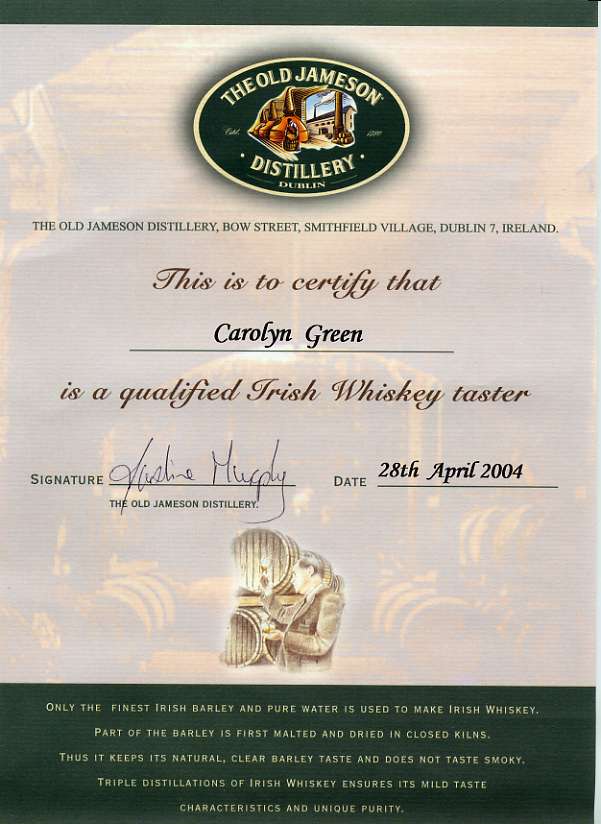 THE OLD JAMESON
Estd. 1780
DISTILLERY
DUBLIN
THE OLD JAMESON DISTILLERY, BOW STREET, SMITHFIELD VILLAGE, DUBLIN 7, IRELAND.
This is to certify that
Carolyn Green
is a qualified Irish Whiskey taster
SIGNATURE Murphy DATE 28th April 2004
THE OLD JAMESON DISTILLERY.
ONLY THE FINEST IRISH BARLEY AND PURE WATER IS USED TO MAKE IRISH WHISKEY.
PART OF THE BARLEY IS FIRST MALTED AND DRIED IN CLOSED KILNS.
THUS IT KEEPS ITS NATURAL, CLEAR BARLEY TASTE AND DOES NOT TASTE SMOKY.
TRIPLE DISTILLATIONS OF IRISH WHISKEY ENSURES ITS MILD TASTE
CHARACTERISTICS AND UNIQUE PURITY.